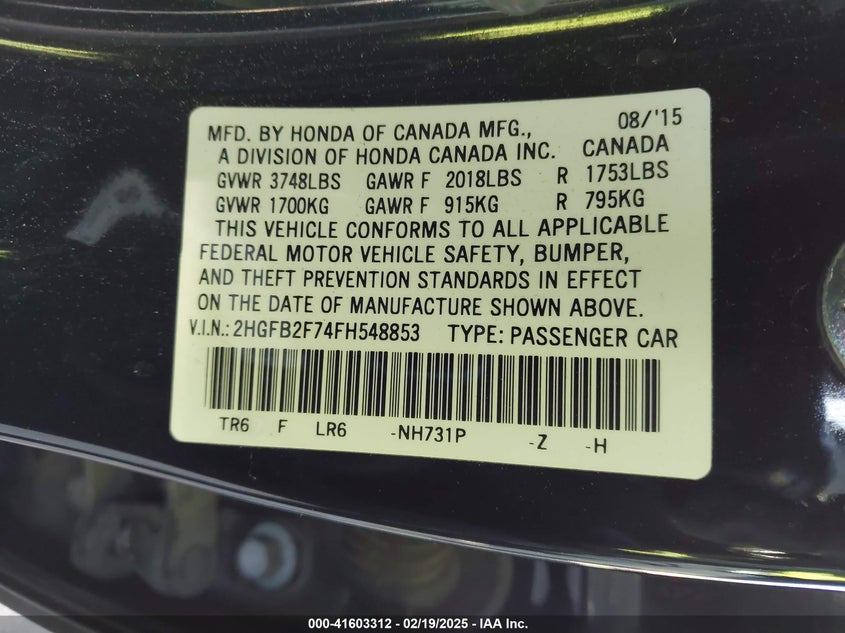 MFD. BY HONDA OF CANADA MFG., 08/'15
A DIVISION OF HONDA CANADA INC. CANADA
GVWR 3748LBS GAWR F 2018LBS R 1753LBS
GVWR 1700KG GAWR F 915KG R 795KG
THIS VEHICLE CONFORMS TO ALL APPLICABLE
FEDERAL MOTOR VEHICLE SAFETY, BUMPER,
AND THEFT PREVENTION STANDARDS IN EFFECT
ON THE DATE OF MANUFACTURE SHOWN ABOVE.
V.I.N.: 2HGFB2F74FH548853 TYPE: PASSENGER CAR
TR6 F LR6 -NH731P -Z -H
000-41603312 - 02/19/2025 - IAA Inc.